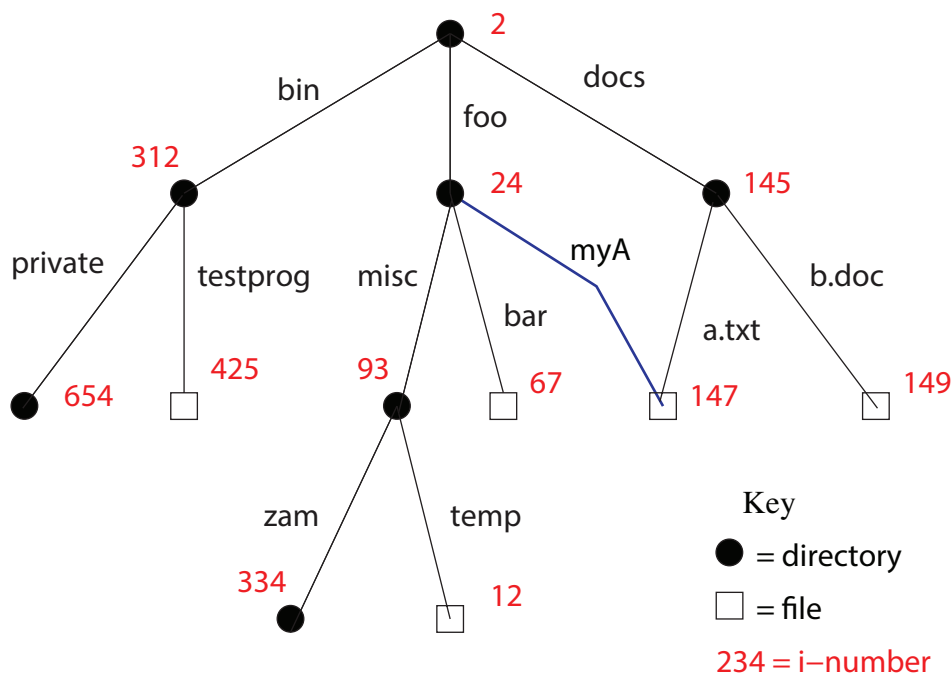 2
bin
docs
foo
312
24
145
private
testprog
misc
myA
b.doc
bar
a.txt
654
425
93
67
147
149
zam
temp
334
12
Key
= directory
= file
234 = i−number